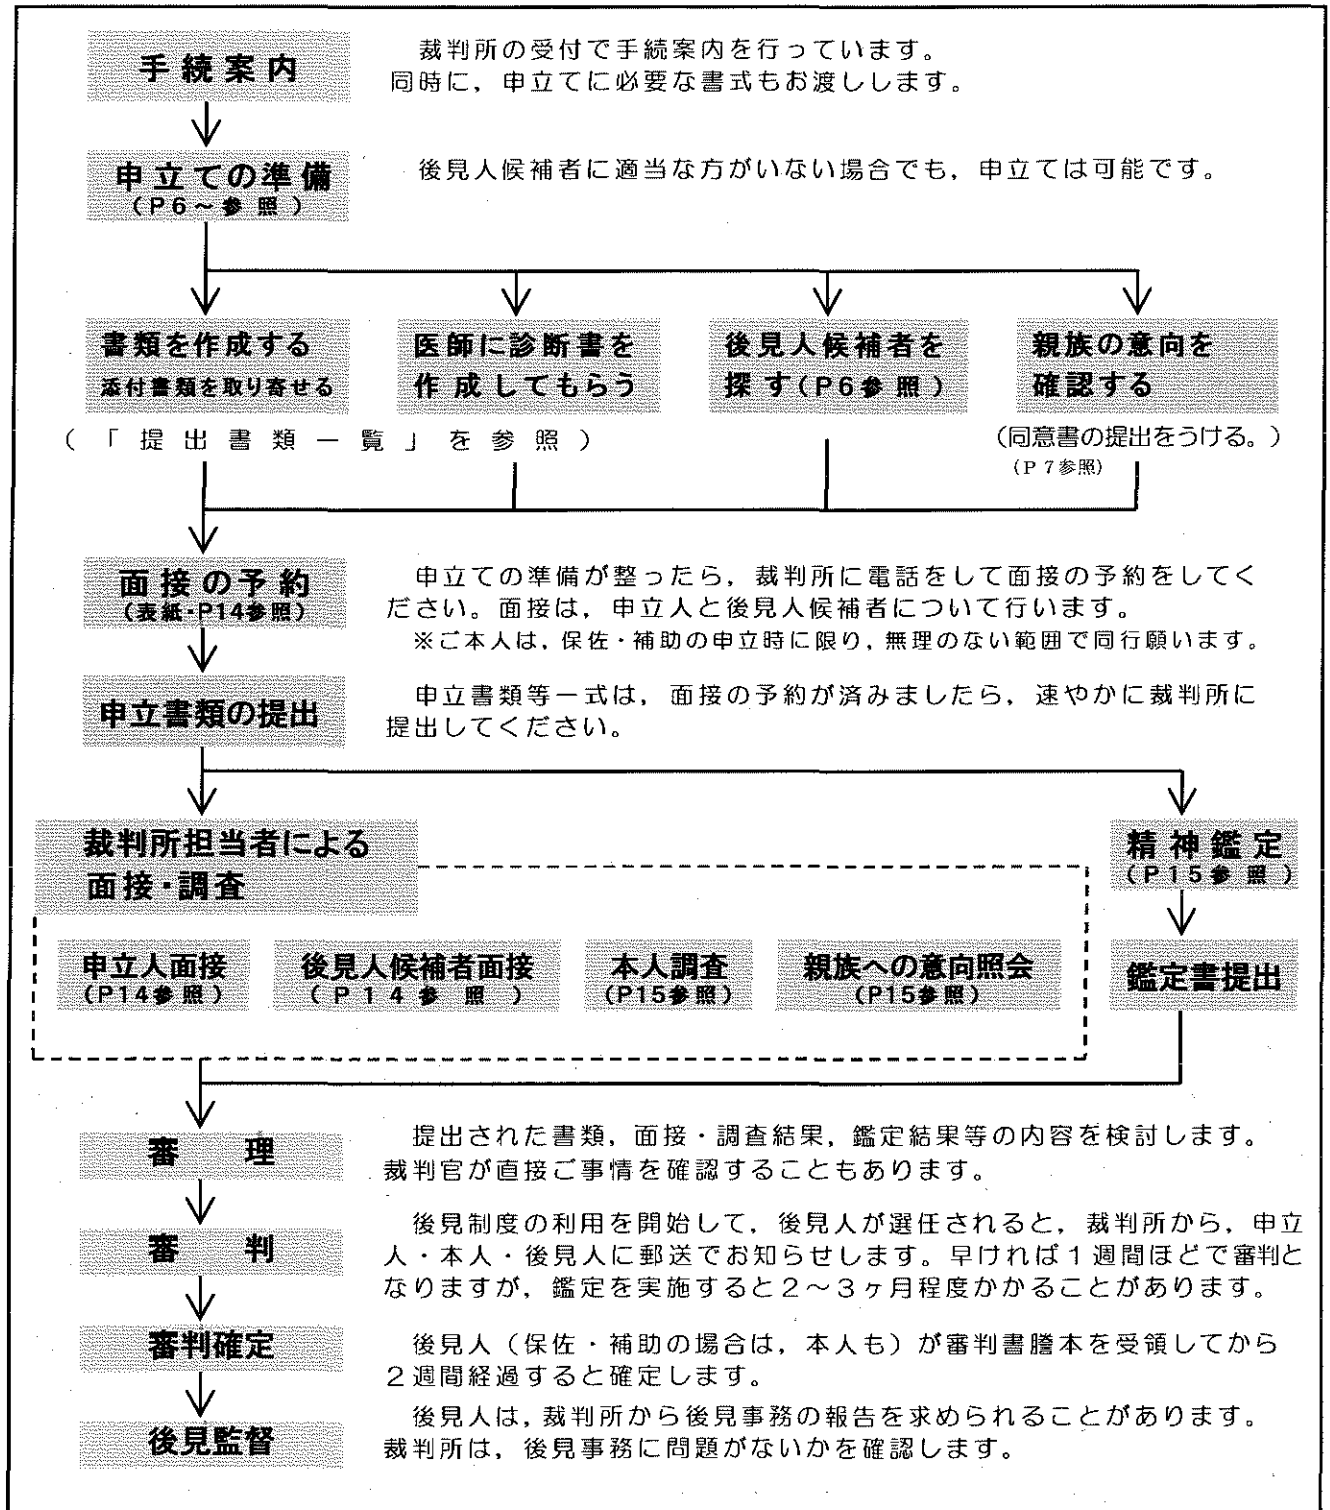 手続案内
裁判所の受付で手続案内を行っています。
同時に，申立てに必要な書式もお渡しします。
申立ての準備
(P6～参照)
後見人候補者に適当な方がいない場合でも，申立ては可能です。
書類を作成する
添付書類を取り寄せる
医師に診断書を
作成してもらう
(「提出書類一覧」を参照)
後見人候補者を
探す(P6参照)
親族の意向を
確認する
(同意書の提出をうける。)
(P7参照)
面接の予約
(表紙・P14参照)
申立ての準備が整ったら，裁判所に電話をして面接の予約をしてく
ださい。面接は，申立人と後見人候補者について行います。
※ご本人は，保佐・補助の申立時に限り，無理のない範囲で同行願います。
申立書類の提出
申立書類等一式は，面接の予約が済みましたら，速やかに裁判所に
提出してください。
裁判所担当者による
面接・調査
申立人面接
(P14参照)
後見人候補者面接
(P14参照)
本人調査
(P15参照)
親族への意向照会
(P15参照)
精神鑑定
(P15参照)
鑑定書提出
審理
提出された書類，面接・調査結果，鑑定結果等の内容を検討します。
裁判官が直接ご事情を確認することもあります。
審判
後見制度の利用を開始して，後見人が選任されると，裁判所から，申立
人・本人・後見人に郵送でお知らせします。早ければ１週間ほどで審判と
なりますが，鑑定を実施すると２～３ヶ月程度かかることがあります。
審判確定
後見人（保佐・補助の場合は，本人も）が審判書謄本を受領してから
２週間経過すると確定します。
後見監督
後見人は，裁判所から後見事務の報告を求められることがあります。
裁判所は，後見事務に問題がないかを確認します。